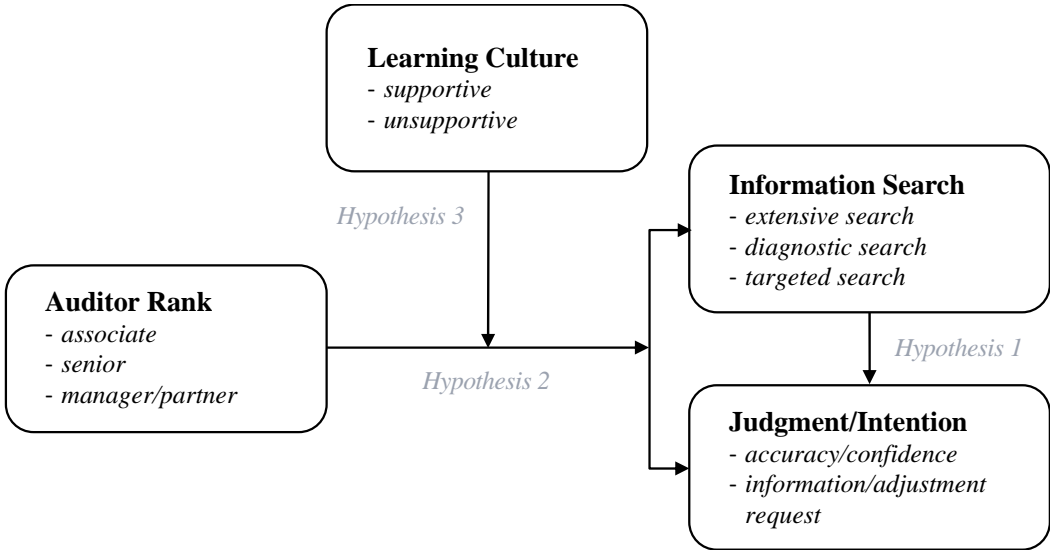 Learning Culture
- supportive
- unsupportive
Hypothesis 3
Information Search
- extensive search
- diagnostic search
- targeted search
Auditor Rank
- associate
- senior
- manager/partner
Hypothesis 2
Hypothesis 1
Judgment/Intention
- accuracy/confidence
- information/adjustment
request